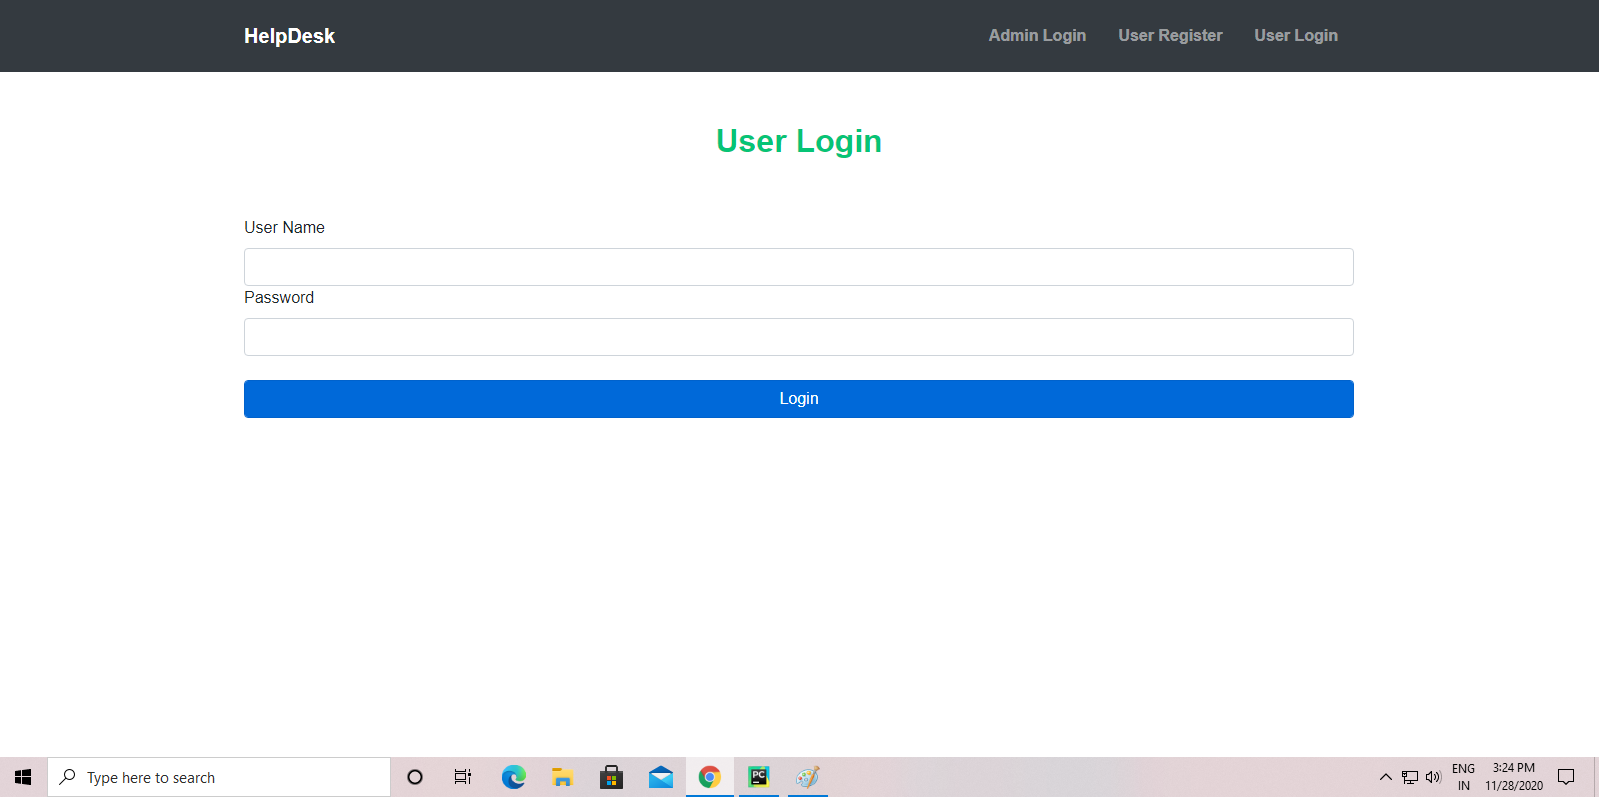 HelpDesk Admin Login User Register User Login
User Login
User Name
Password
Login
Type here to search
PC
ENG
IN
3:24 PM
11/28/2020